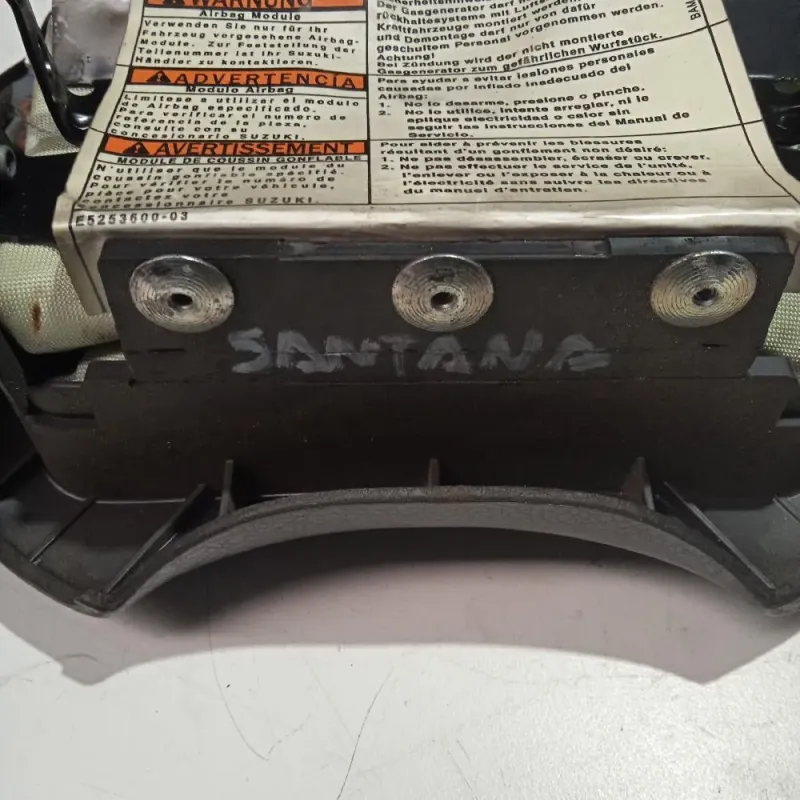 WARNUNG
Airbag Module
Verwenden Sie nur für Ihr
Fahrzeug vorgesehene Airbag-
Module. Zur Feststellung der
Teilenummer ist Ihr Suzuki-
Händler zu kontaktieren.
Der Gasgenerator darf
rückhaltesysteme mit
Kraftfahrzeuge montiert werden
und Demontage darf nur von dafür
geschultem Personal vorgenommen werden.
Achtung!
Bei Zündung wird der nicht montierte
Gasgenerator zum gefährlichen Wurfstück.
BAM
ADVERTENCIA
Modulo Airbag
Limitese a utilizar el modulo
de Airbag especificado.
Para verificar el numero de
referencia de la pieza,
consulte con su
concesionario SUZUKI.
Para ayudar a evitar lesiones personales
causadas por inflado inadecuado del
Airbag:
1. No lo desarme, presione o pinche.
2. No lo utilice, intente arreglar, ni le
aplique electricidad o calor sin
seguir las instrucciones del Manual de
Servicio.
AVERTISSEMENT
MODULE DE COUSSIN GONFLABLE
N'utiliser que le module du
coussin gonflable spécifié.
Pour vérifier le numéro de
pièce pour votre véhicule,
contactez votre
concessionnaire SUZUKI.
Pour aider à prévenir les blessures
résultant d'un gonflement non désiré:
1. Ne pas désassembler, écraser ou crever.
2. Ne pas effectuer le service de l'unité,
l'enlever ou l'exposer à la chaleur ou à
l'électricité sans suivre les directives
du manuel d'entretien.
E5253600-03
SANTANA